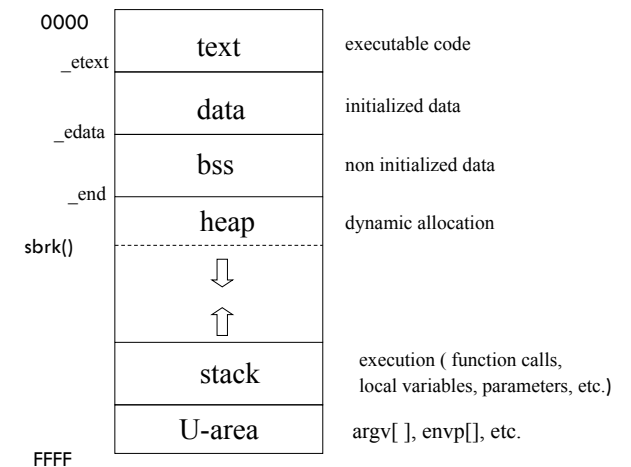 0000
text
executable code
_etext
data
initialized data
_edata
bss
non initialized data
_end
heap
dynamic allocation
sbrk()
stack
execution ( function calls,
local variables, parameters, etc.)
U-area
argv[ ], envp[], etc.
FFFF